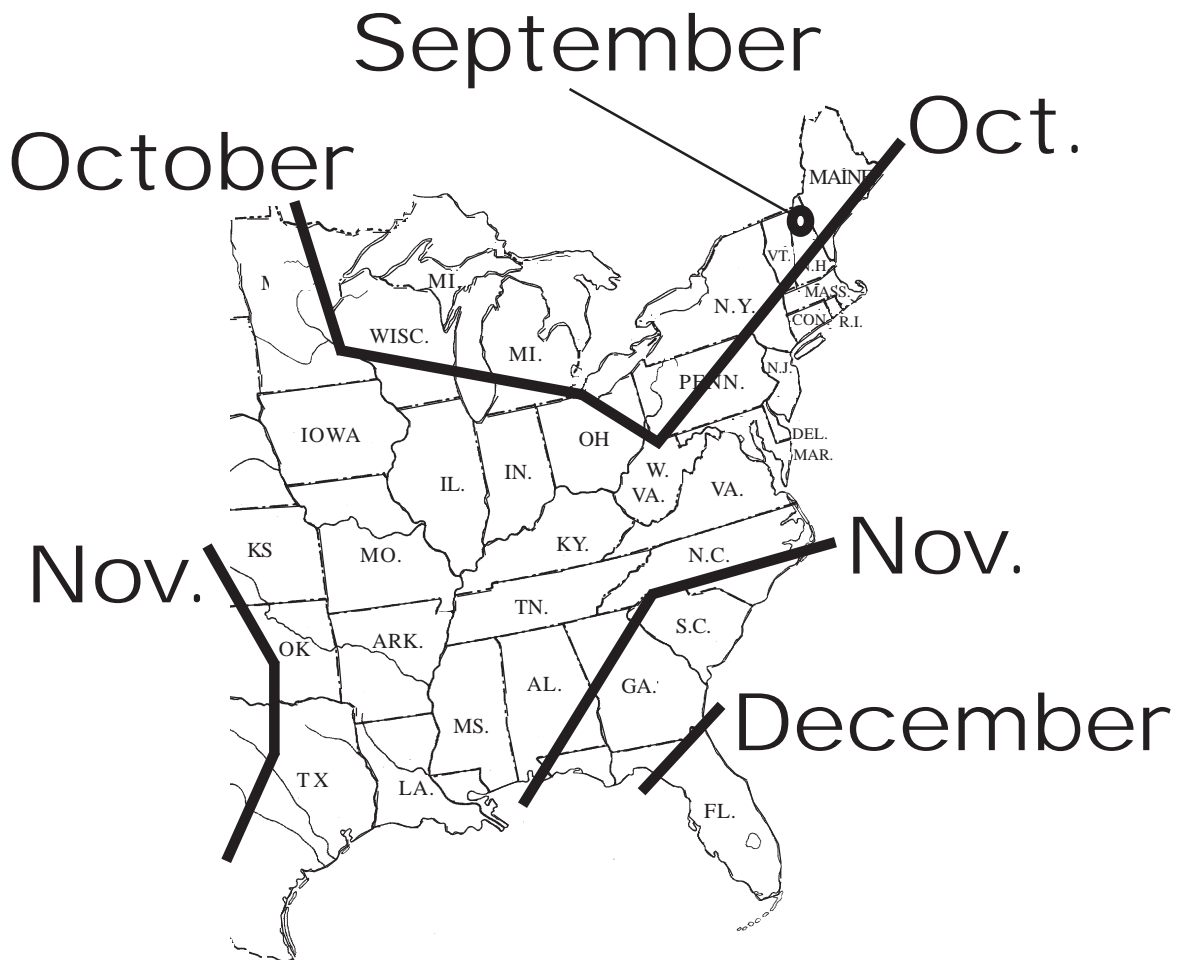 September
Oct.
October
MAINE
VT.
N.H.
MI.
M
MASS.
N.Y.
CON.
R.I.
WISC.
MI.
N.J.
PENN.
IOWA
OH
DEL.
MAR.
IL.
IN.
W.
VA.
VA.
Nov.
KS
MO.
KY.
N.C.
Nov.
TN.
S.C.
OK
ARK.
AL.
GA.
December
MS.
TX
LA.
FL.